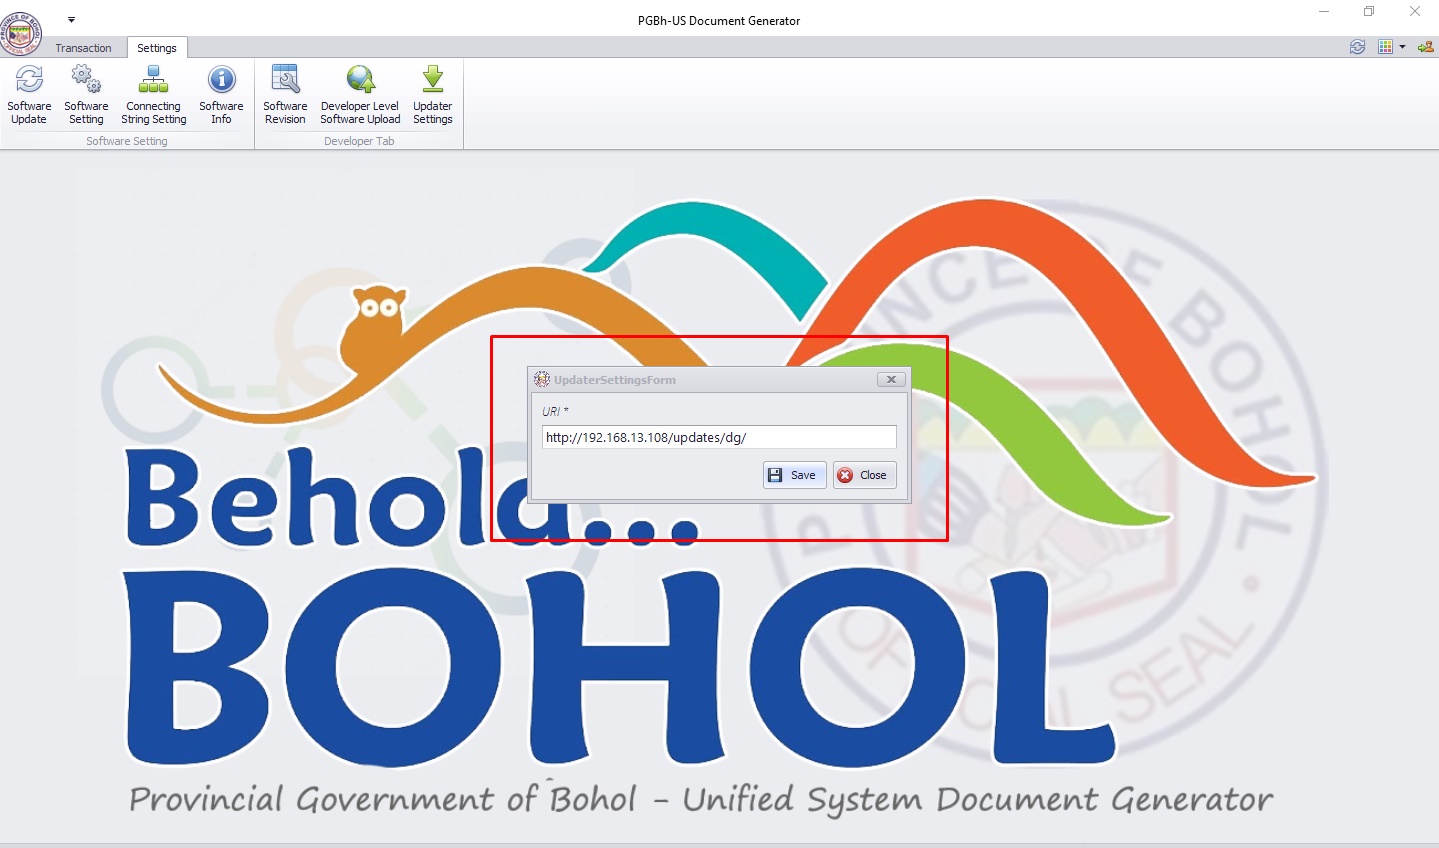 PGBh-US Document Generator
Transaction
Settings
Software
Update
Software
Setting
Connecting
String Setting
Software
Info
Software
Revision
Developer Level
Software Upload
Updater
Settings
Software Setting
Developer Tab
PROVINCE OF BOHOL
OFFICIAL SEAL
UpdaterSettingsForm
URI *
http://192.168.13.108/updates/dg/
Save
Close
Behold...
BOHOL
Provincial Government of Bohol - Unified System Document Generator